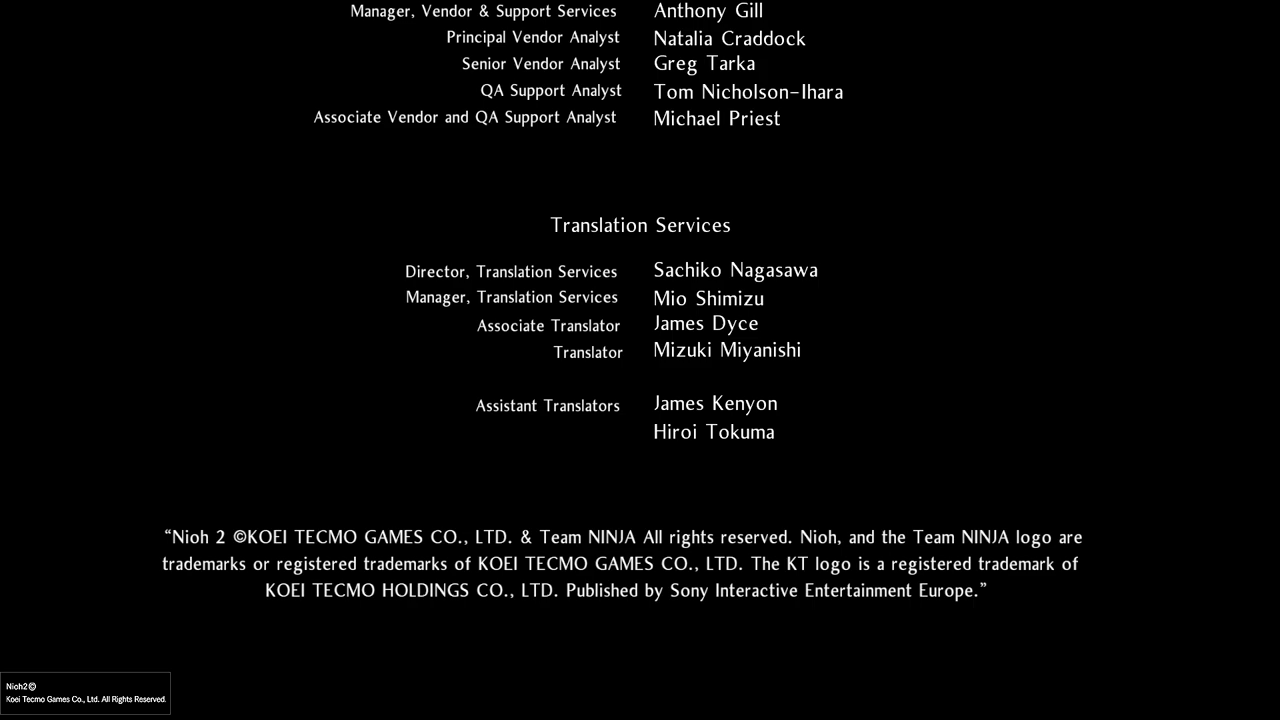 Manager, Vendor & Support Services Anthony Gill
Principal Vendor Analyst Natalia Craddock
Senior Vendor Analyst Greg Tarka
QA Support Analyst Tom Nicholson-Ihara
Associate Vendor and QA Support Analyst Michael Priest
Translation Services
Director, Translation Services Sachiko Nagasawa
Manager, Translation Services Mio Shimizu
Associate Translator James Dyce
Translator Mizuki Miyanishi
Assistant Translators James Kenyon
Hiroi Tokuma
“Nioh 2 ©KOEI TECMO GAMES CO., LTD. & Team NINJA All rights reserved. Nioh, and the Team NINJA logo are
trademarks or registered trademarks of KOEI TECMO GAMES CO., LTD. The KT logo is a registered trademark of
KOEI TECMO HOLDINGS CO., LTD. Published by Sony Interactive Entertainment Europe.”
Nioh2©
Koei Tecmo Games Co., Ltd. All Rights Reserved.